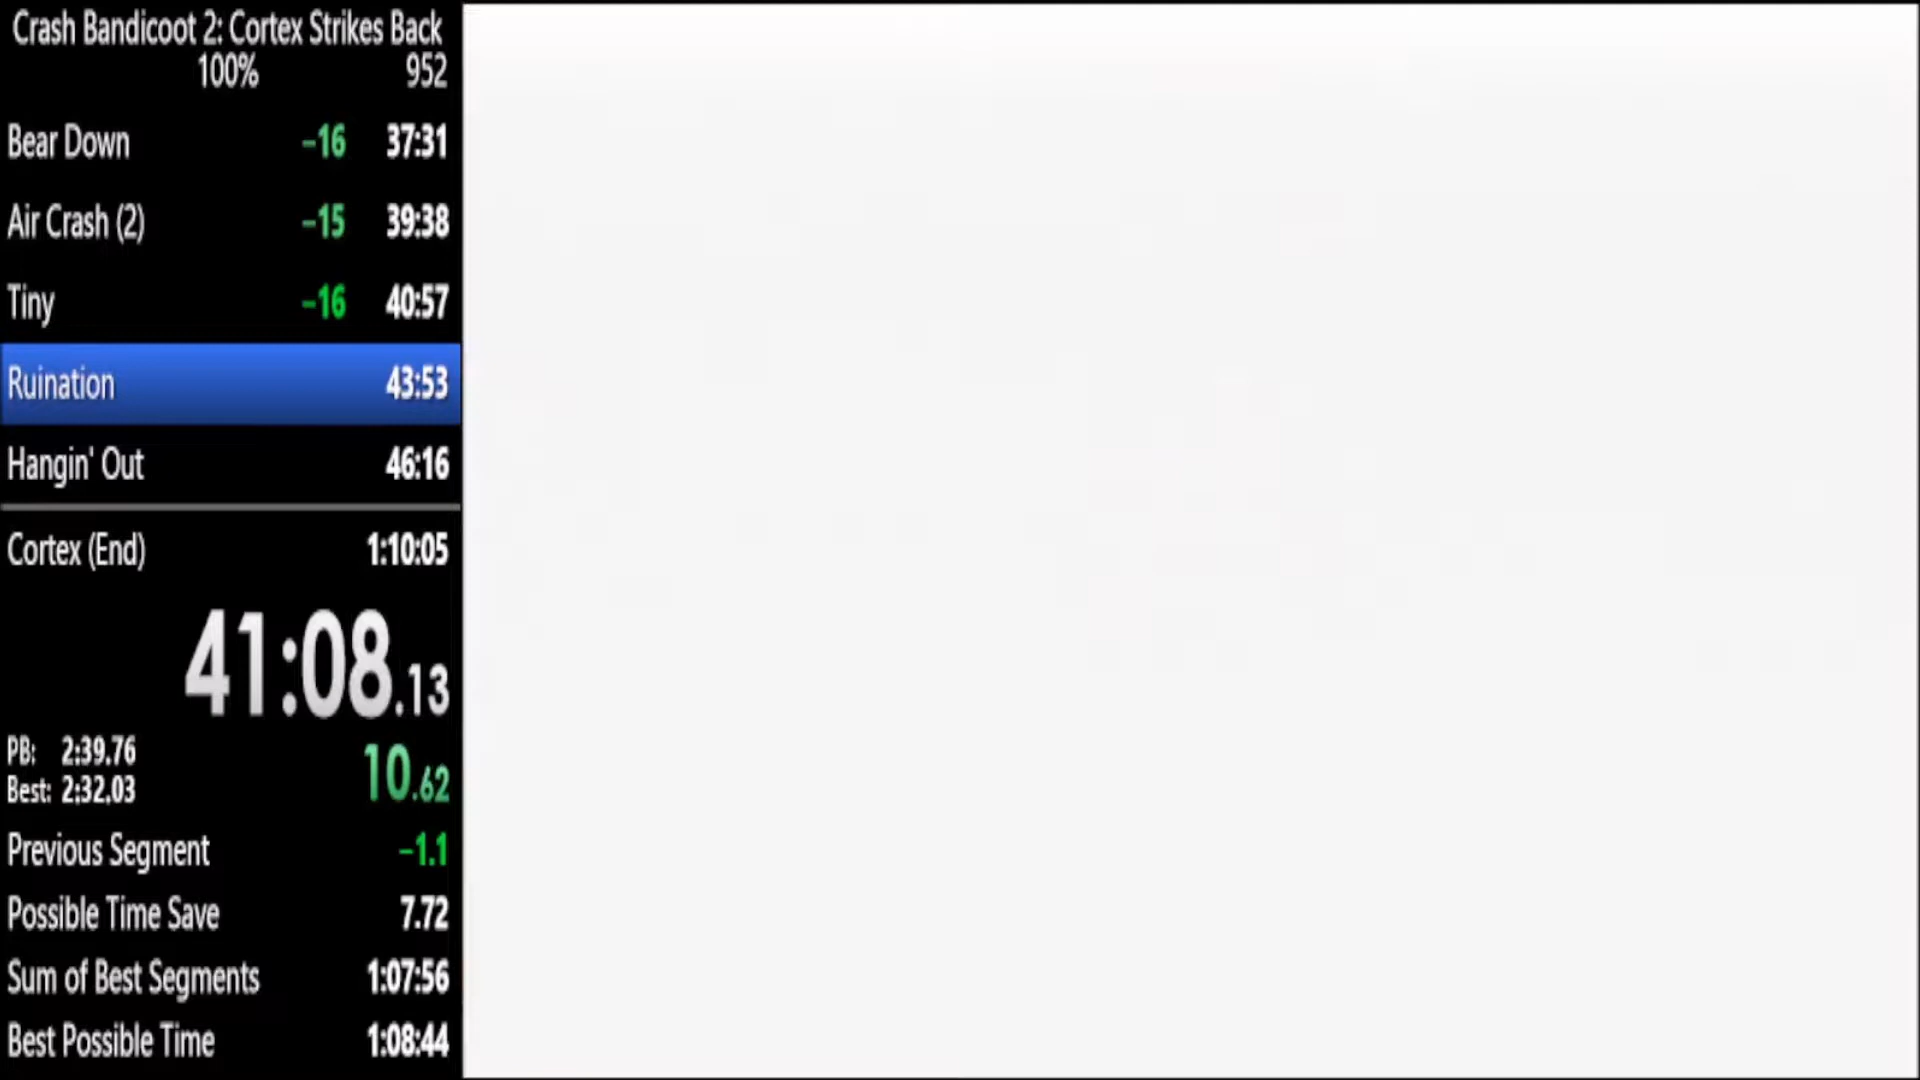 Crash Bandicoot 2: Cortex Strikes Back
100% 952
Bear Down −16 37:31
Air Crash (2) −15 39:38
Tiny −16 40:57
Ruination 43:53
Hangin' Out 46:16
Cortex (End) 1:10:05
41:08.13
PB: 2:39.76 10.62
Best: 2:32.03
Previous Segment −1.1
Possible Time Save 7.72
Sum of Best Segments 1:07:56
Best Possible Time 1:08:44